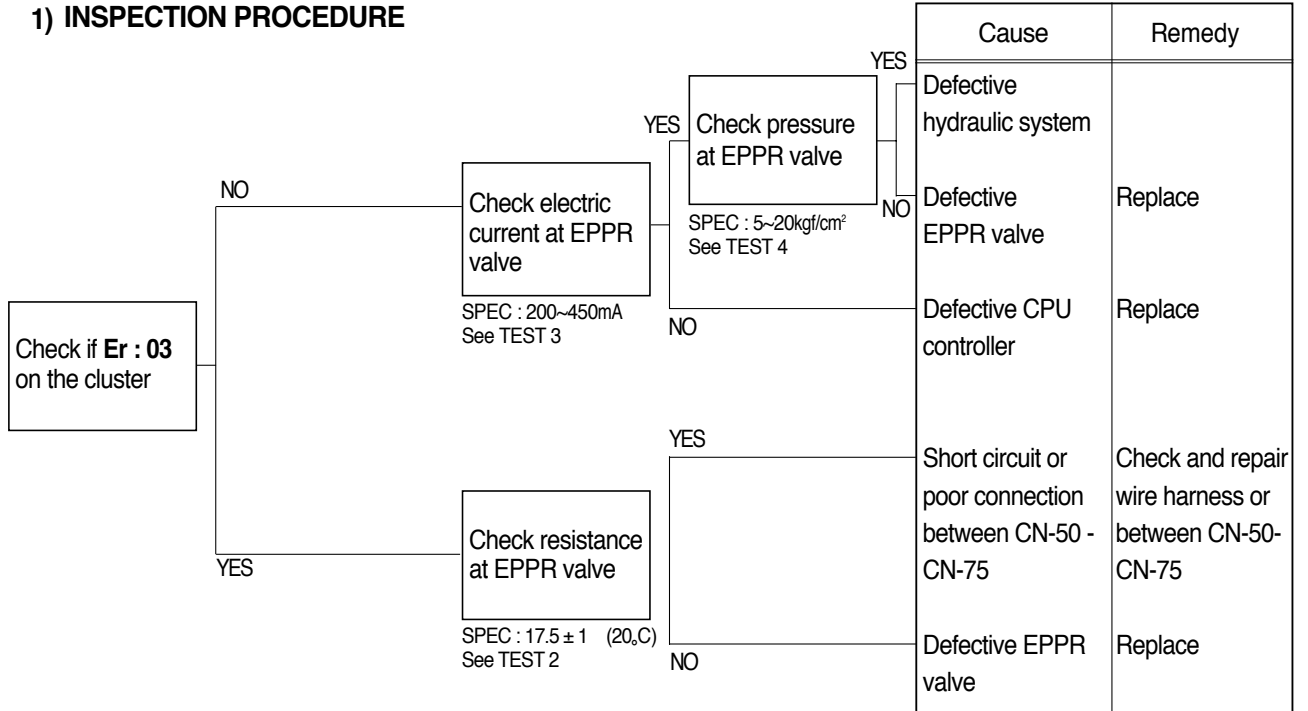 1) INSPECTION PROCEDURE
Cause
Remedy
Check if Er : 03
on the cluster
NO
YES
Check electric
current at EPPR
valve
SPEC : 200~450mA
See TEST 3
YES
NO
Check pressure
at EPPR valve
SPEC : 5~20kgf/cm²
See TEST 4
YES
NO
Defective
hydraulic system
Defective
EPPR valve
Replace
Defective CPU
controller
Replace
Check resistance
at EPPR valve
SPEC : 17.5 ± 1 (20°C)
See TEST 2
YES
NO
Short circuit or
poor connection
between CN-50 -
CN-75
Check and repair
wire harness or
between CN-50-
CN-75
Defective EPPR
valve
Replace